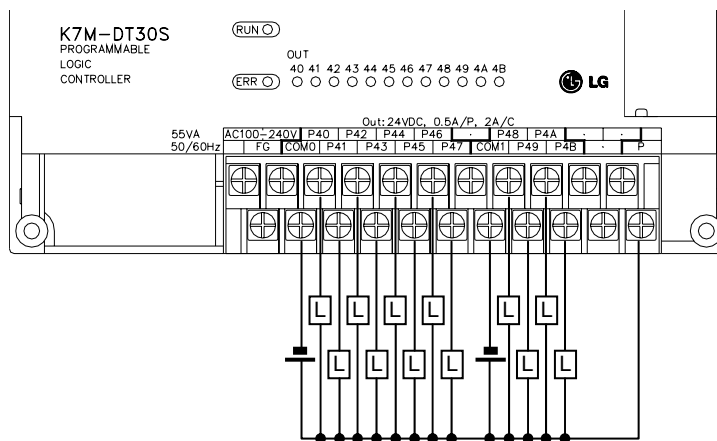 K7M-DT30S
PROGRAMMABLE
LOGIC
CONTROLLER
RUN
ERR
OUT
40 41 42 43 44 45 46 47 48 49 4A 4B
LG
Out:24VDC, 0.5A/P, 2A/C
55VA AC100-240V P40 P42 P44 P46 · P48 P4A · ·
50/60Hz FG COM0 P41 P43 P45 P47 COM1 P49 P4B · P
L L L L L L
L L L L L L